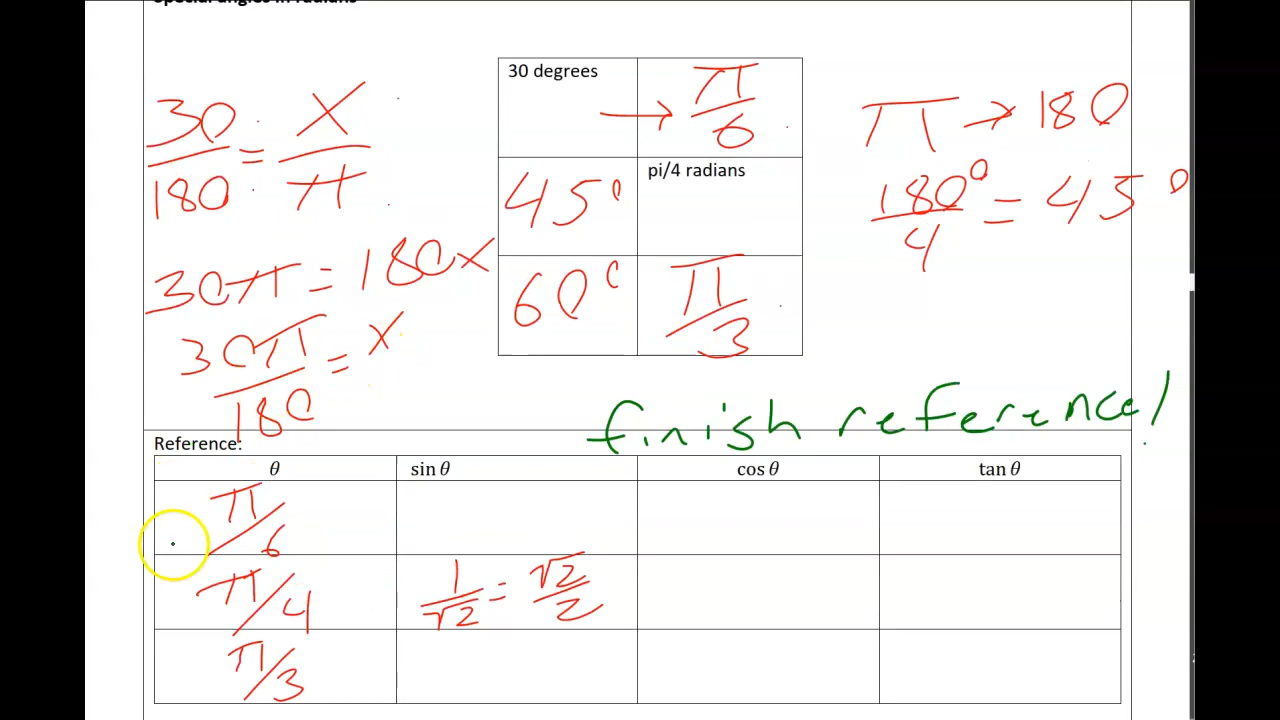 Special angles in radians
30 degrees → π/6
45° pi/4 radians
60° π/3
30/180 = x/π
30π = 180x
30π/180 = x
π → 180
180°/4 = 45°
finish reference!
Reference:
θ sin θ cos θ tan θ
π/6
π/4 1/√2 = √2/2
π/3